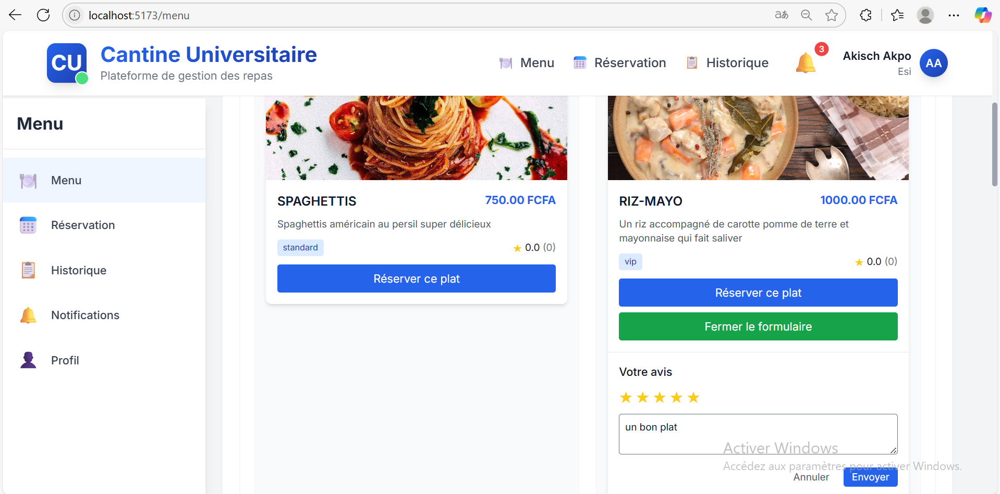 localhost:5173/menu
CU
Cantine Universitaire
Plateforme de gestion des repas
Menu
Réservation
Historique
3
Akisch Akpo
Esi
AA
Menu
Menu
Réservation
Historique
Notifications
Profil
SPAGHETTIS
750.00 FCFA
Spaghettis américain au persil super délicieux
standard
★ 0.0 (0)
Réserver ce plat
RIZ-MAYO
1000.00 FCFA
Un riz accompagné de carotte pomme de terre et
mayonnaise qui fait saliver
vip
★ 0.0 (0)
Réserver ce plat
Fermer le formulaire
Votre avis
★ ★ ★ ★ ★
un bon plat
Activer Windows
Accédez aux paramètres pour activer Windows.
Annuler
Envoyer